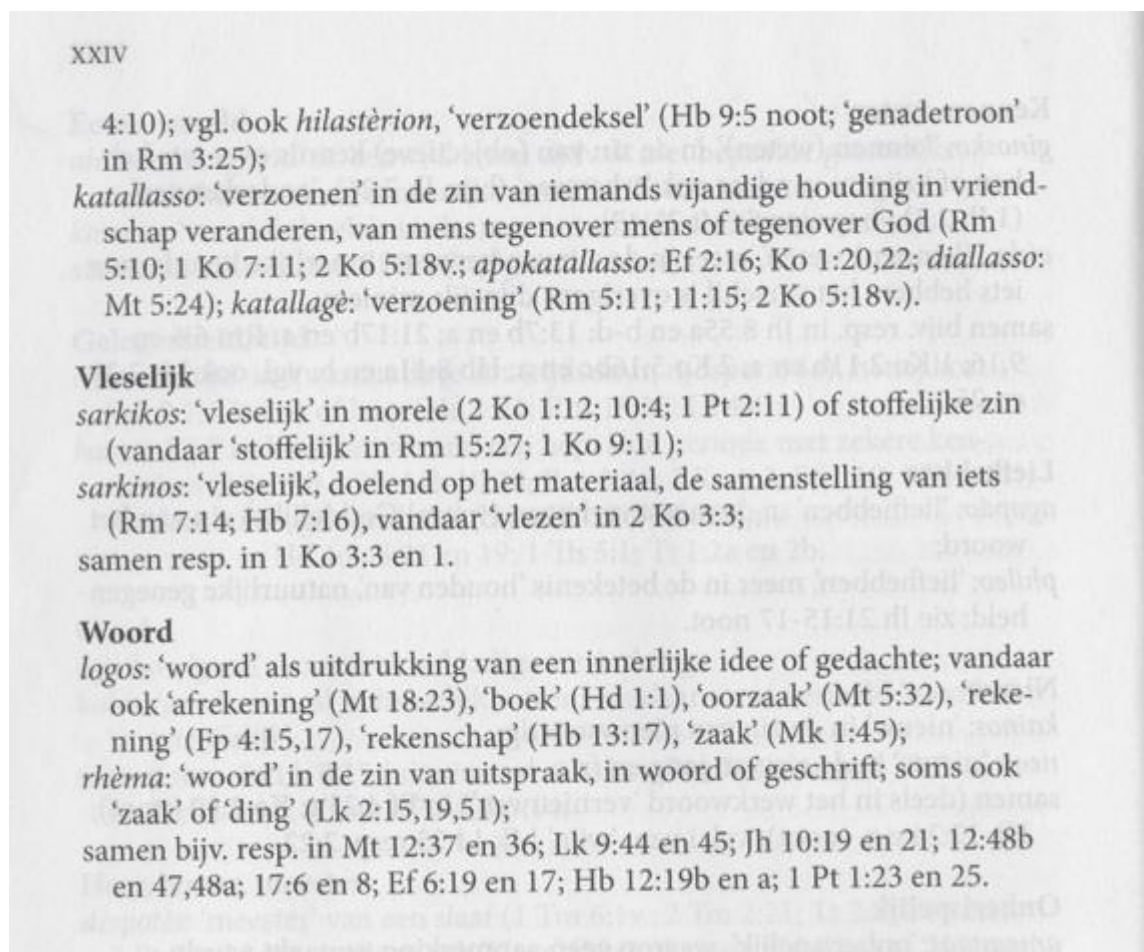 XXIV
4:10); vgl. ook hilastèrion, ‘verzoendeksel’ (Hb 9:5 noot; ‘genadetroon’
in Rm 3:25);
katallasso: ‘verzoenen’ in de zin van iemands vijandige houding in vriend-
schap veranderen, van mens tegenover mens of tegenover God (Rm
5:10; 1 Ko 7:11; 2 Ko 5:18v.; apokatallasso: Ef 2:16, Ko 1:20,22; diallasso:
Mt 5:24); katallagè: ‘verzoening’ (Rm 5:11; 11:15; 2 Ko 5:18v.).
Vleselijk
sarkikos: ‘vleselijk’ in morele (2 Ko 1:12; 10:4; 1 Pt 2:11) of stoffelijke zin
(vandaar ‘stoffelijk’ in Rm 15:27; 1 Ko 9:11);
sarkinos: ‘vleselijk’, doelend op het materiaal, de samenstelling van iets
(Rm 7:14; Hb 7:16), vandaar ‘vlezen’ in 2 Ko 3:3;
samen resp. in 1 Ko 3:3 en 1.
Woord
logos: ‘woord’ als uitdrukking van een innerlijke idee of gedachte; vandaar
ook ‘afrekening’ (Mt 18:23), ‘boek’ (Hd 1:1), ‘oorzaak’ (Mt 5:32), ‘reke-
ning’ (Fp 4:15,17), ‘rekenschap’ (Hb 13:17), ‘zaak’ (Mk 1:45);
rhèma: ‘woord’ in de zin van uitspraak, in woord of geschrift; soms ook
‘zaak’ of ‘ding’ (Lk 2:15,19,51);
samen bijv. resp. in Mt 12:37 en 36; Lk 9:44 en 45; Jh 10:19 en 21; 12:48b
en 47,48a; 17:6 en 8; Ef 6:19 en 17; Hb 12:19b en a; 1 Pt 1:23 en 25.